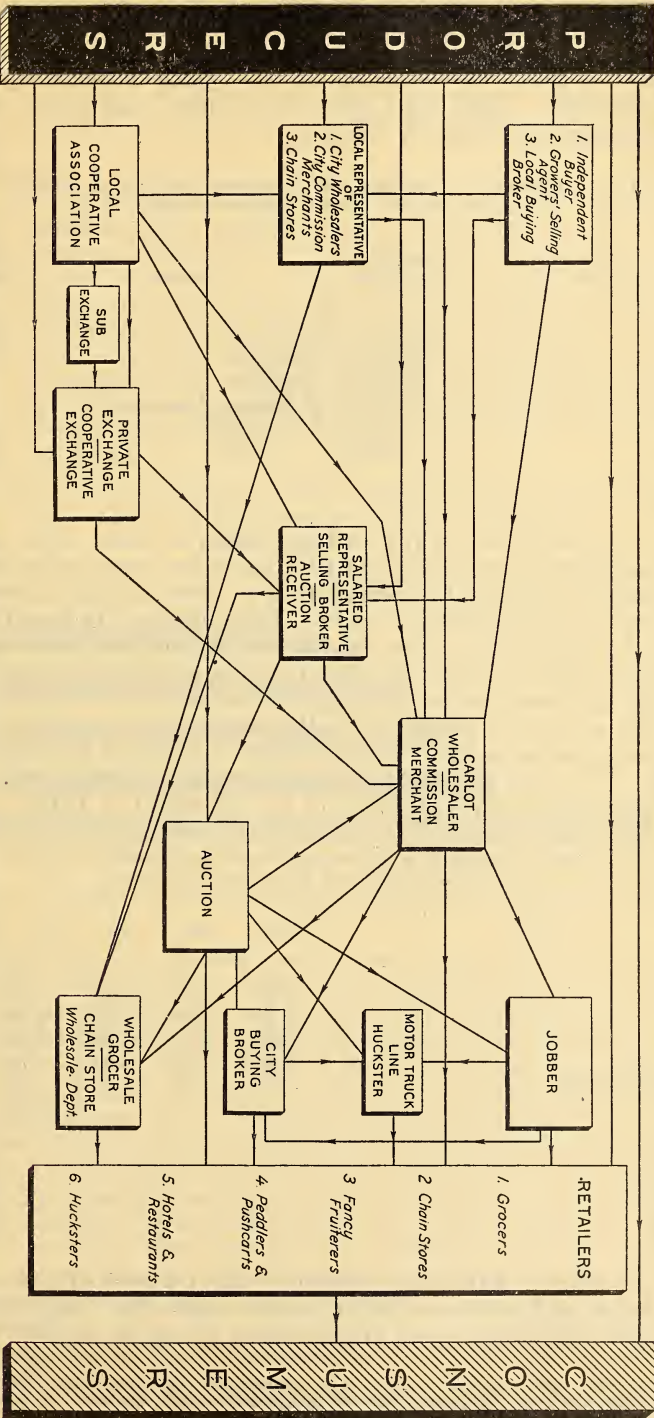 PRODUCERS
1. Independent
Buyer
2. Growers' Selling
Agent
3. Local Buying
Broker
LOCAL REPRESENTATIVE
OF
1. City Wholesalers
2. City Commission
Merchants
3. Chain Stores
LOCAL
COOPERATIVE
ASSOCIATION
SUB
EXCHANGE
PRIVATE
EXCHANGE
COOPERATIVE
EXCHANGE
SALARIED
REPRESENTATIVE
SELLING BROKER
AUCTION
RECEIVER
CARLOT
WHOLESALER
COMMISSION
MERCHANT
AUCTION
JOBBER
MOTOR TRUCK
LINE
HUCKSTER
CITY
BUYING
BROKER
WHOLESALE
GROCER
CHAIN STORE
Wholesale Dept.
RETAILERS
1. Grocers
2 Chain Stores
3 Fancy
Fruiterers
4. Peddlers &
Pushcarts
5. Hotels &
Restaurants
6. Hucksters
CONSUMERS